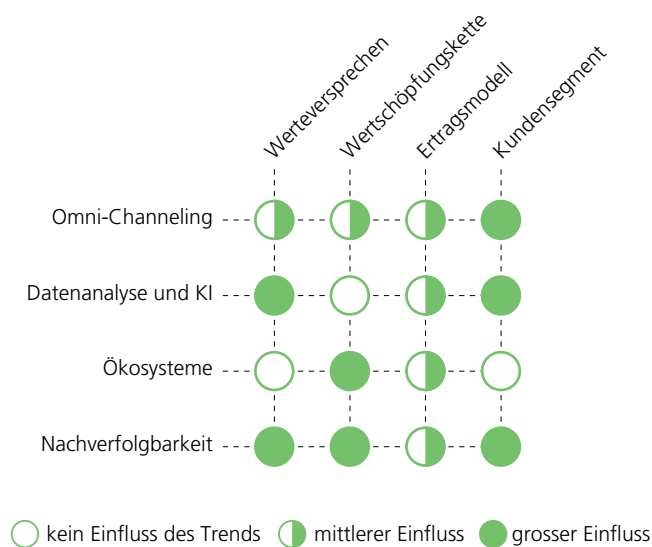 Werteversprechen
Wertschöpfungskette
Ertragsmodell
Kundensegment
Omni-Channeling
Datenanalyse und KI
Ökosysteme
Nachverfolgbarkeit
kein Einfluss des Trends
mittlerer Einfluss
grosser Einfluss